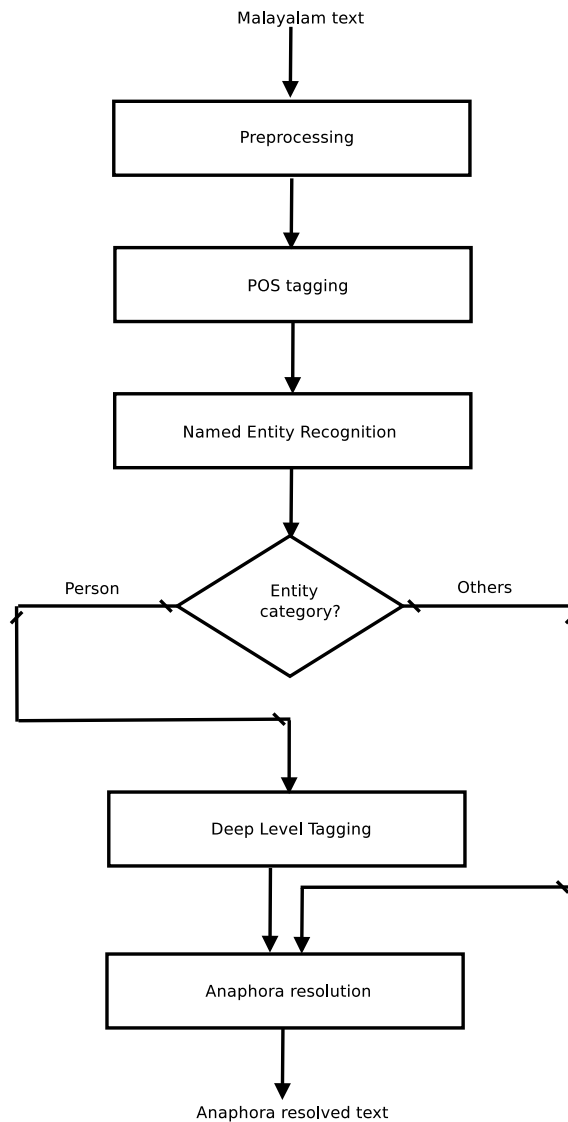 Malayalam text
Preprocessing
POS tagging
Named Entity Recognition
Entity
category?
Person
Others
Deep Level Tagging
Anaphora resolution
Anaphora resolved text